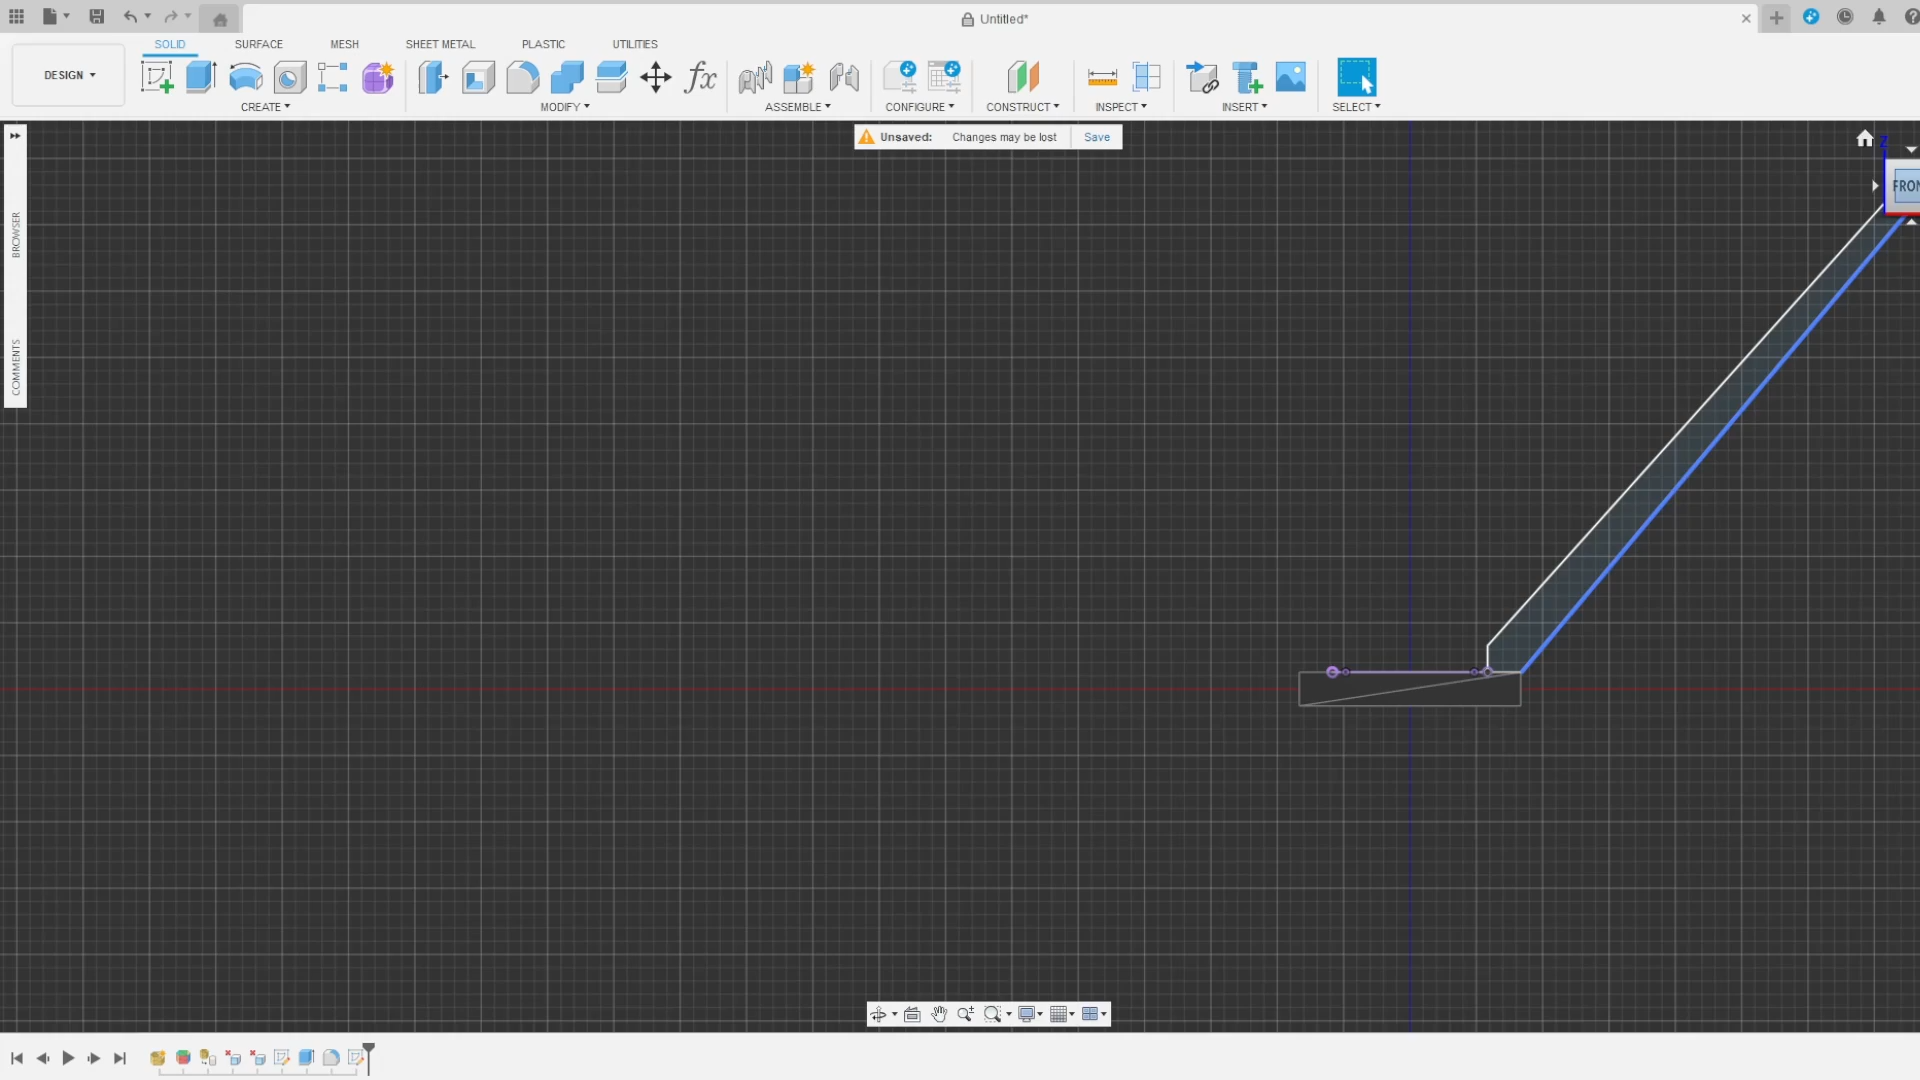 Untitled*
SOLID SURFACE MESH SHEET METAL PLASTIC UTILITIES
DESIGN
fx
CREATE MODIFY ASSEMBLE CONFIGURE CONSTRUCT INSPECT INSERT SELECT
Unsaved: Changes may be lost Save
Z
FRON
BROWSER
COMMENTS